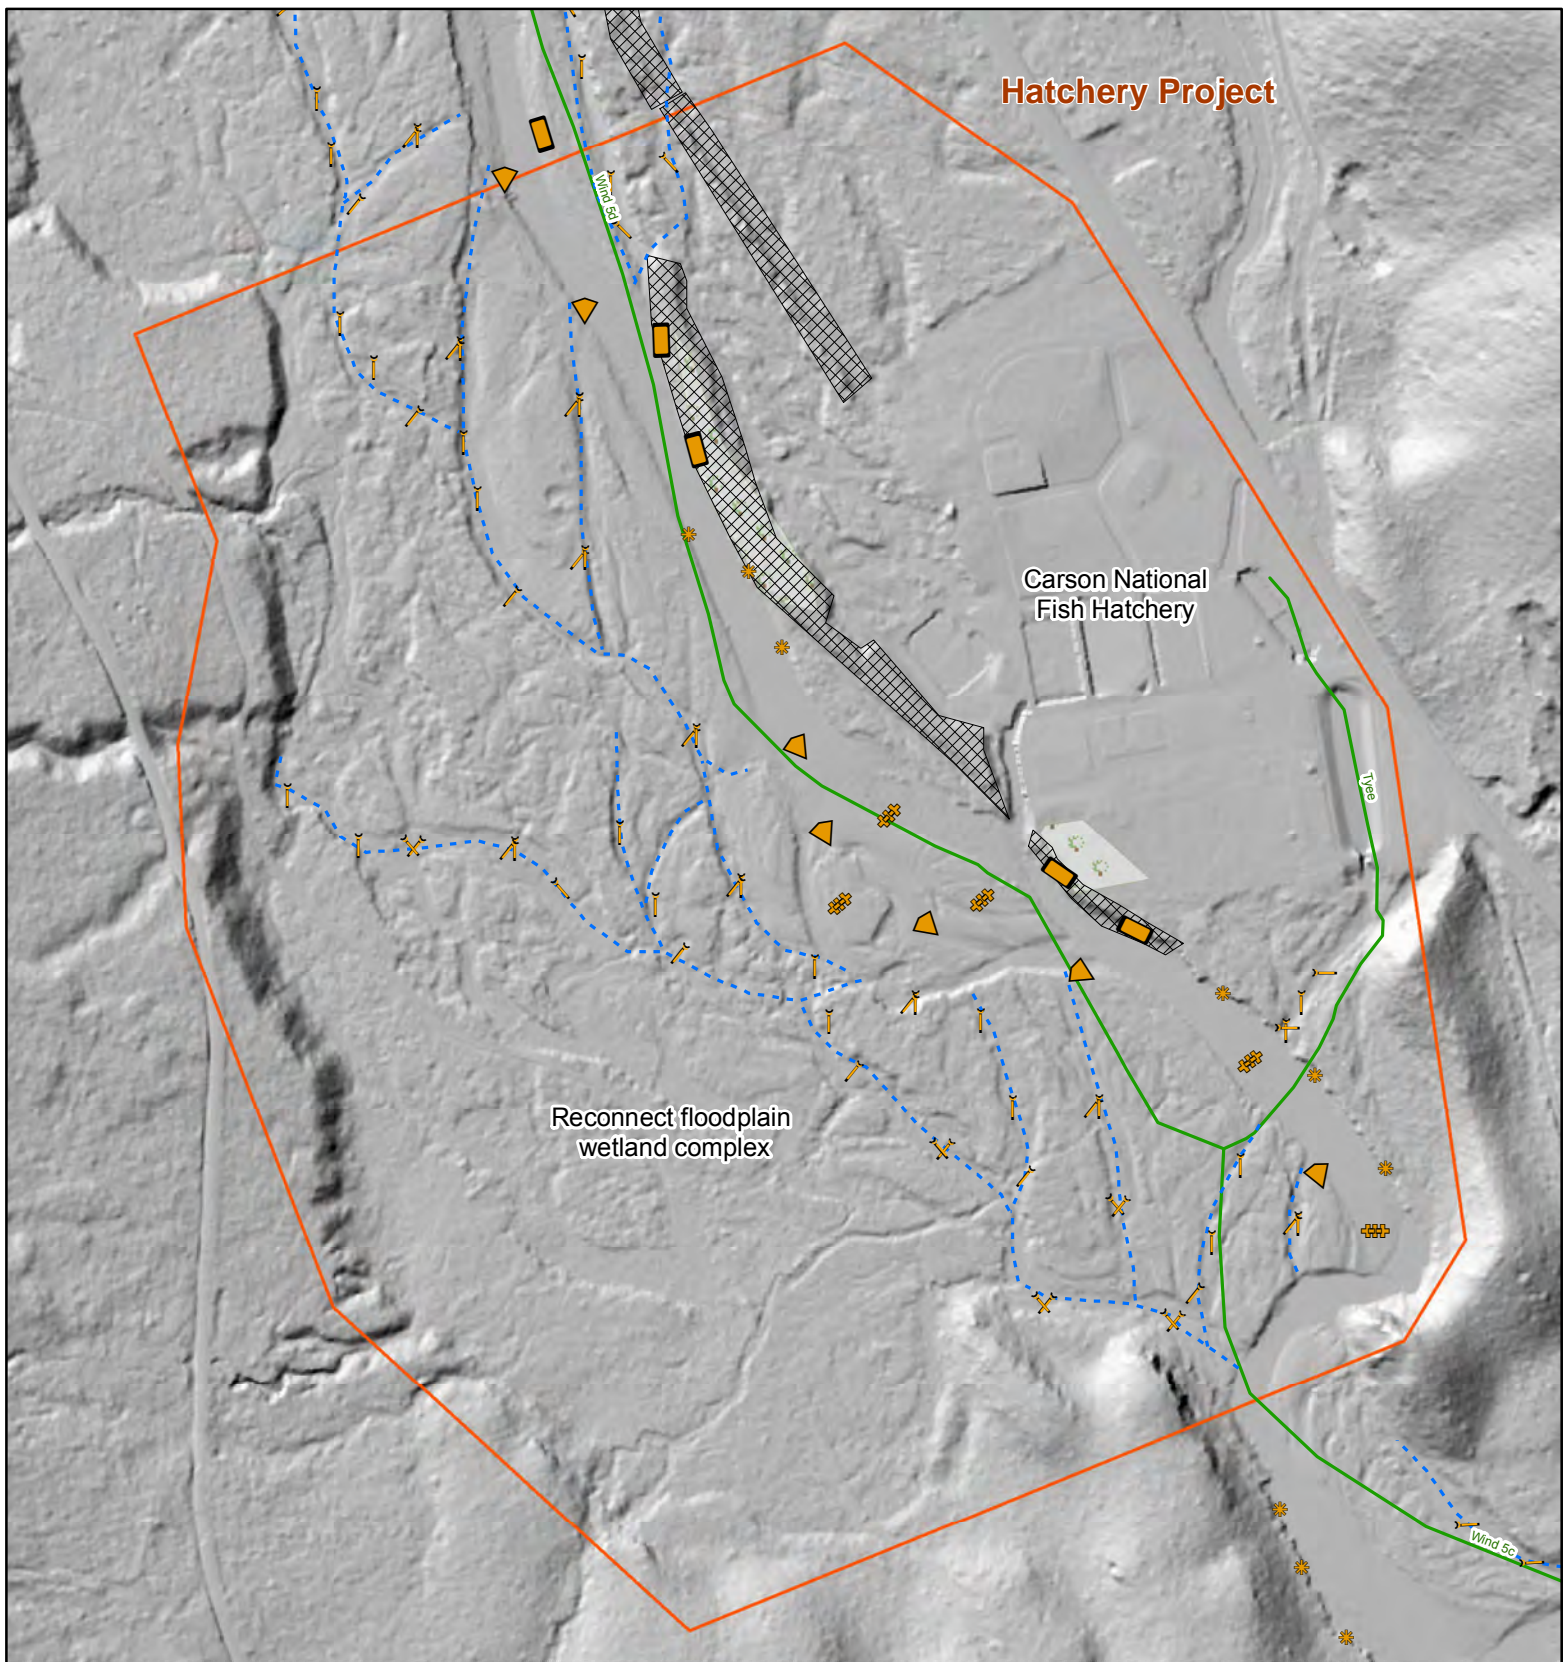 Hatchery Project
Wind 5d
Carson National
Fish Hatchery
Tyee
Reconnect floodplain
wetland complex
Wind 5c